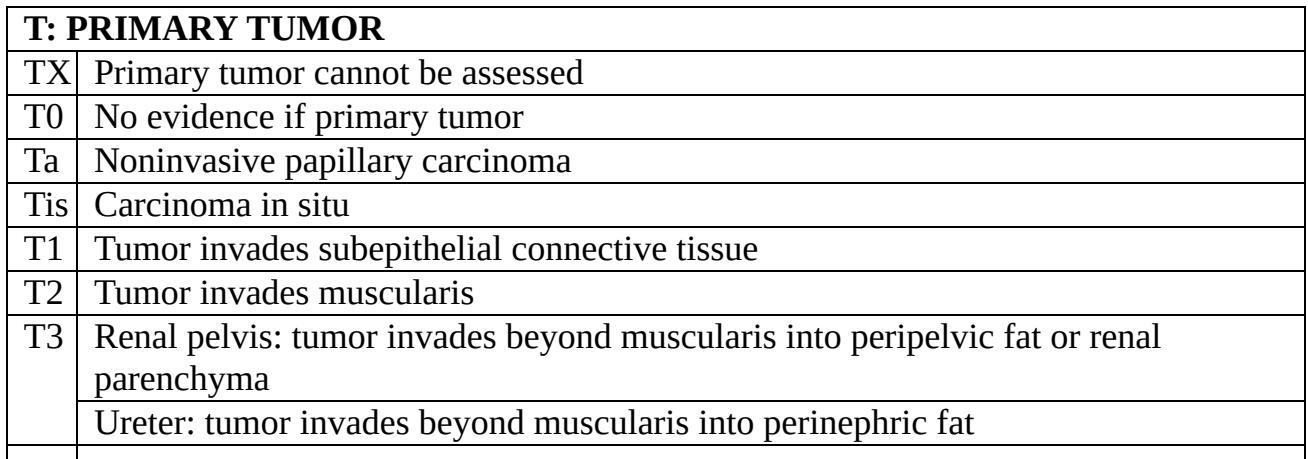 T: PRIMARY TUMOR
TX Primary tumor cannot be assessed
T0 No evidence if primary tumor
Ta Noninvasive papillary carcinoma
Tis Carcinoma in situ
T1 Tumor invades subepithelial connective tissue
T2 Tumor invades muscularis
T3 Renal pelvis: tumor invades beyond muscularis into peripelvic fat or renal
parenchyma
Ureter: tumor invades beyond muscularis into perinephric fat